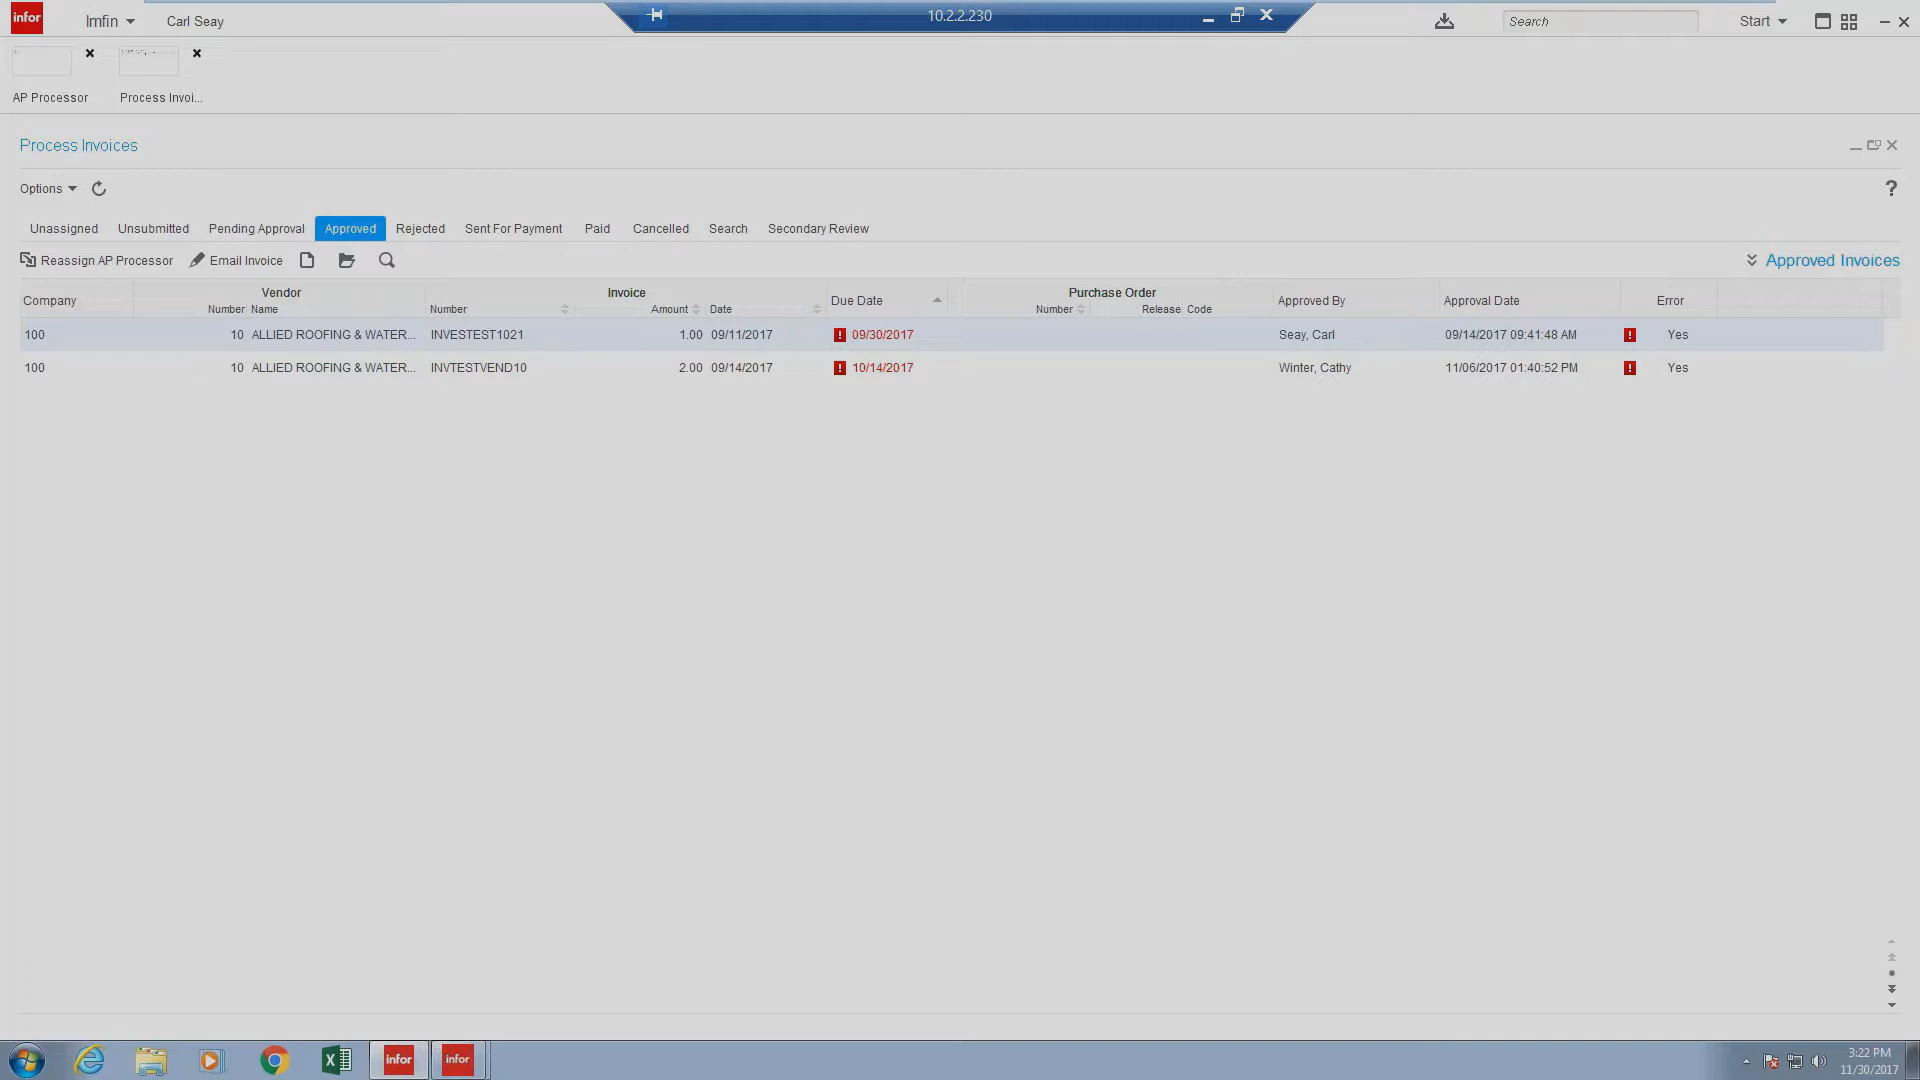 infor
lmfin
Carl Seay
10.2.2.230
Search
Start
AP Processor
Process Invoi...
Process Invoices
Options
?
Unassigned Unsubmitted Pending Approval Approved Rejected Sent For Payment Paid Cancelled Search Secondary Review
Reassign AP Processor Email Invoice Approved Invoices
Vendor Invoice Purchase Order
Company Due Date Approved By Approval Date Error
Number Name Number Amount Date Number Release Code
100 10 ALLIED ROOFING & WATER... INVESTEST1021 1.00 09/11/2017 ! 09/30/2017 Seay, Carl 09/14/2017 09:41:48 AM ! Yes
100 10 ALLIED ROOFING & WATER... INVTESTVEND10 2.00 09/14/2017 ! 10/14/2017 Winter, Cathy 11/06/2017 01:40:52 PM ! Yes
infor infor
3:22 PM
11/30/2017